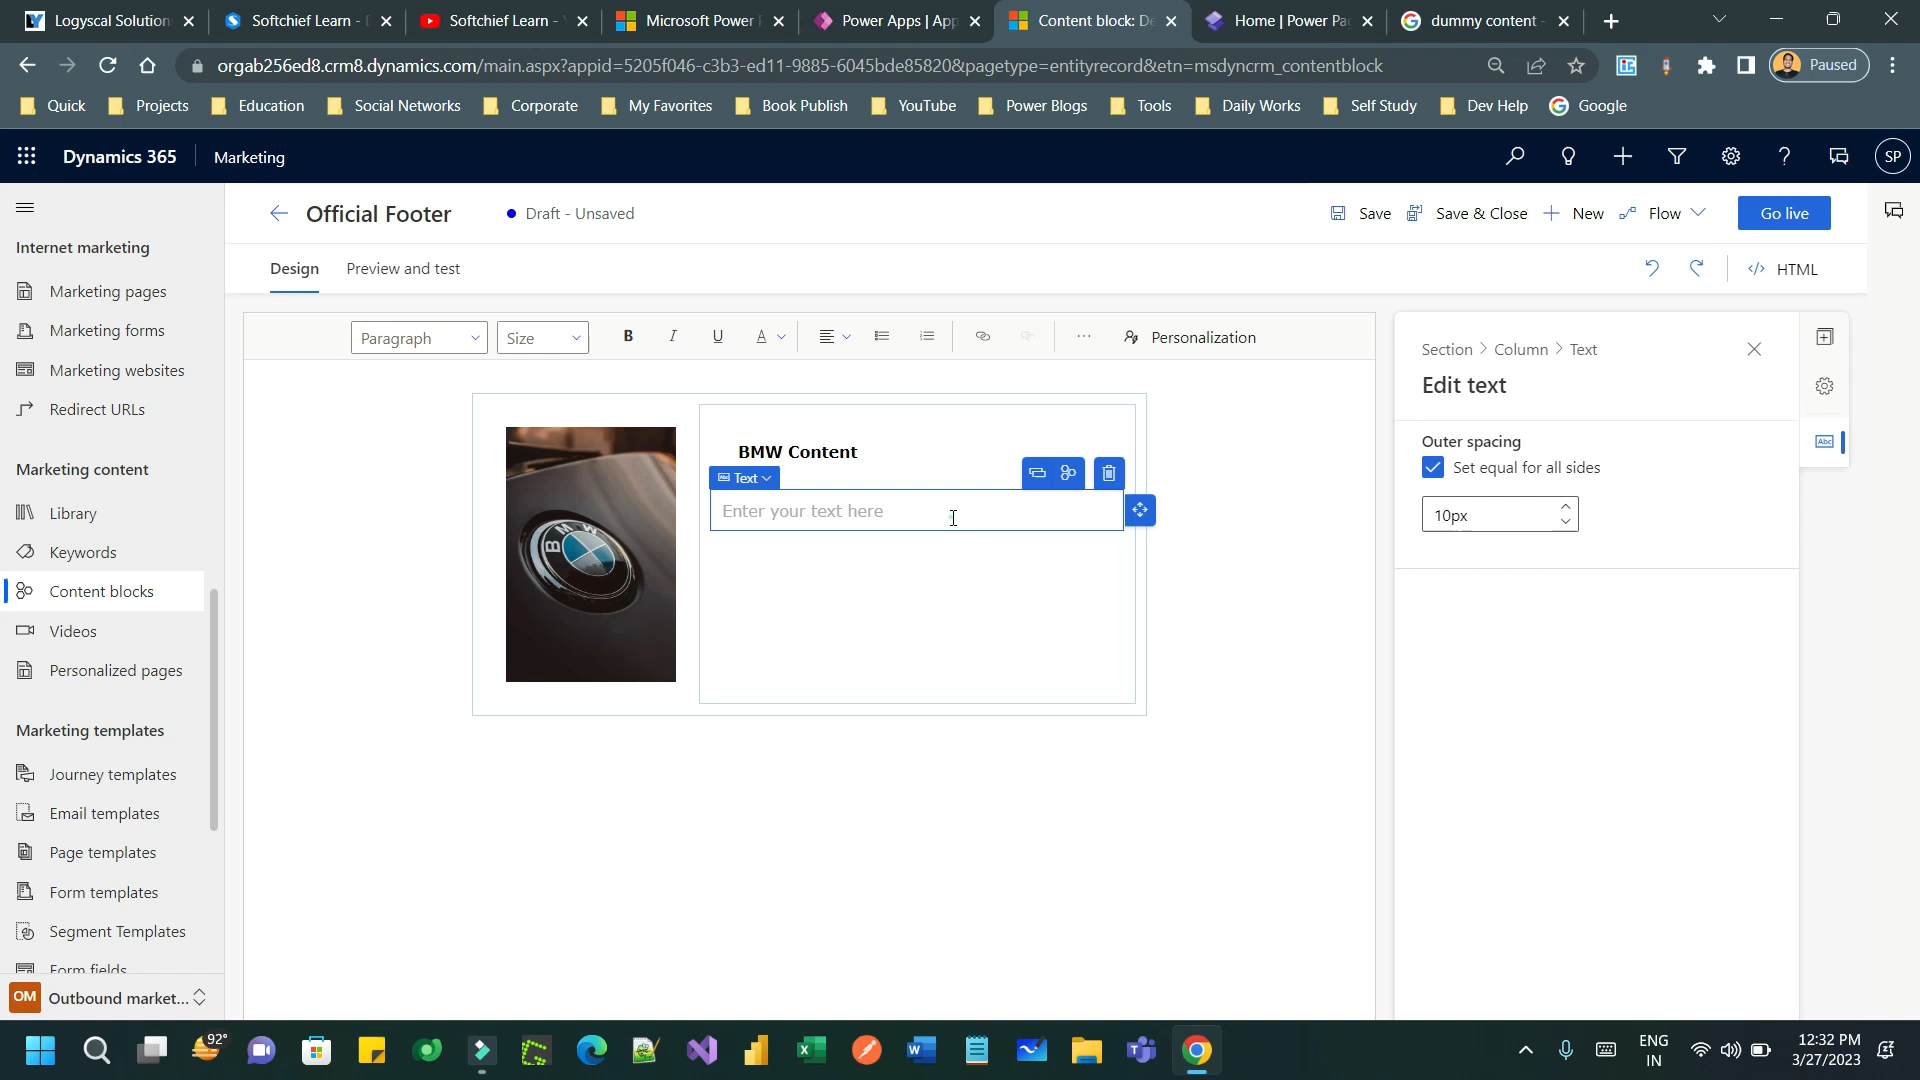 Logyscal Solution
Softchief Learn - D
Softchief Learn - Y
Microsoft Power P
Power Apps | App
Content block: De
Home | Power Pa
dummy content -
orgab256ed8.crm8.dynamics.com/main.aspx?appid=5205f046-c3b3-ed11-9885-6045bde85820&pagetype=entityrecord&etn=msdyncrm_contentblock
Paused
Quick
Projects
Education
Social Networks
Corporate
My Favorites
Book Publish
YouTube
Power Blogs
Tools
Daily Works
Self Study
Dev Help
Google
Dynamics 365
Marketing
SP
Official Footer
Draft - Unsaved
Save
Save & Close
New
Flow
Go live
Internet marketing
Marketing pages
Marketing forms
Marketing websites
Redirect URLs
Marketing content
Library
Keywords
Content blocks
Videos
Personalized pages
Marketing templates
Journey templates
Email templates
Page templates
Form templates
Segment Templates
Form fields
OM
Outbound market...
Design
Preview and test
HTML
Paragraph
Size
B
I
U
A
Personalization
BMW
BMW Content
Abc Text
Enter your text here
Section > Column > Text
Edit text
Outer spacing
Set equal for all sides
10px
Abc
92°
ENG
IN
12:32 PM
3/27/2023